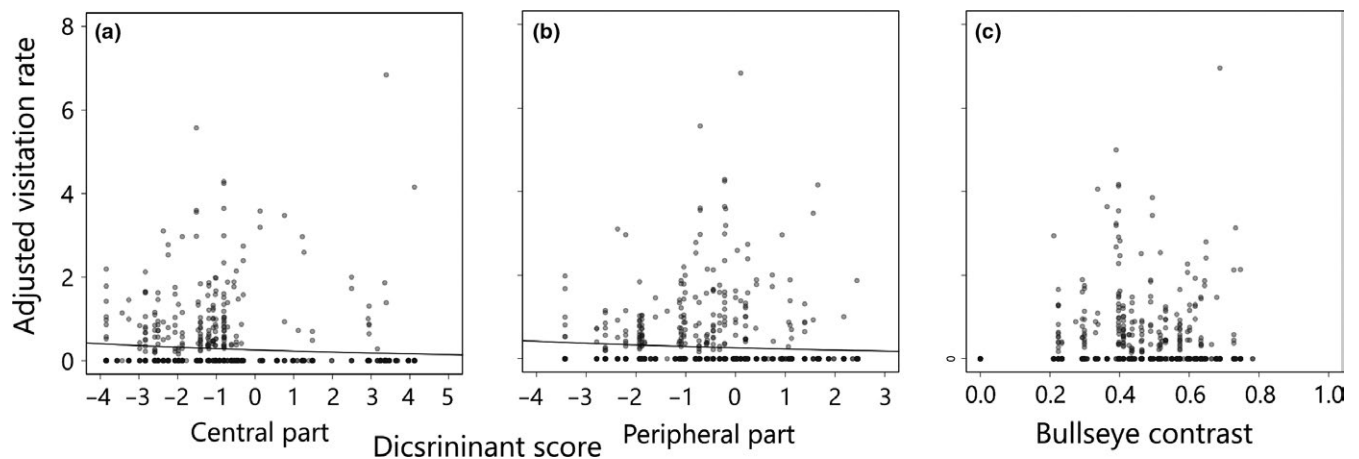 (a)
(b)
(c)
Adjusted visitation rate
8
6
4
2
0
0
−4 −3 −2 −1 0 1 2 3 4 5
−4 −3 −2 −1 0 1 2 3
0.0 0.2 0.4 0.6 0.8 1.0
Central part
Peripheral part
Bullseye contrast
Dicsrininant score